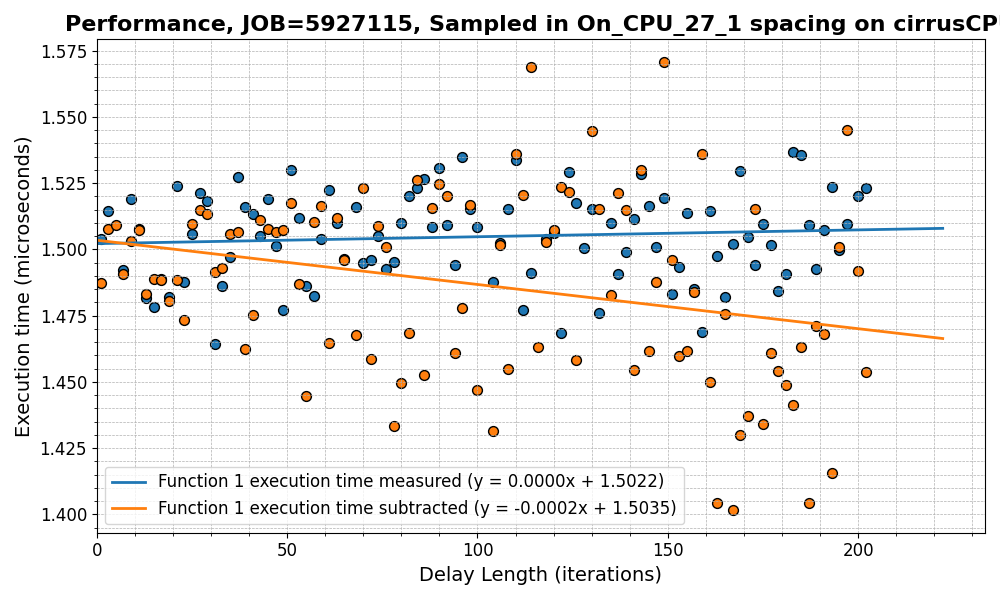 Performance, JOB=5927115, Sampled in On_CPU_27_1 spacing on cirrusCP
Execution time (microseconds)
1.575
1.550
1.525
1.500
1.475
1.450
1.425
1.400
Function 1 execution time measured (y = 0.0000x + 1.5022)
Function 1 execution time subtracted (y = -0.0002x + 1.5035)
0 50 100 150 200
Delay Length (iterations)